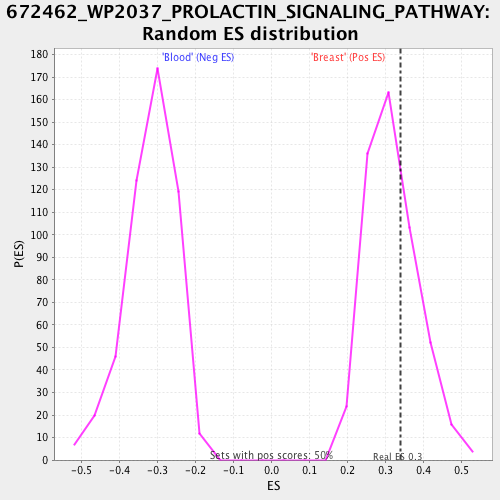 672462_WP2037_PROLACTIN_SIGNALING_PATHWAY:
Random ES distribution
'Blood' (Neg ES)
'Breast' (Pos ES)
180
170
160
150
140
130
120
110
100
90
80
70
60
50
40
30
20
10
0
P(ES)
Sets with pos scores: 50%
Real ES 0.3
-0.5 -0.4 -0.3 -0.2 -0.1 0.0 0.1 0.2 0.3 0.4 0.5
ES